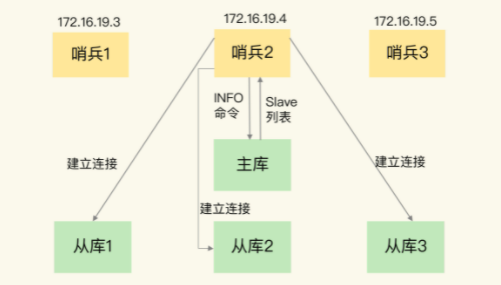 172.16.19.3
172.16.19.4
172.16.19.5
哨兵1
哨兵2
哨兵3
INFO
命令
Slave
列表
建立连接
主库
建立连接
建立连接
从库1
从库2
从库3